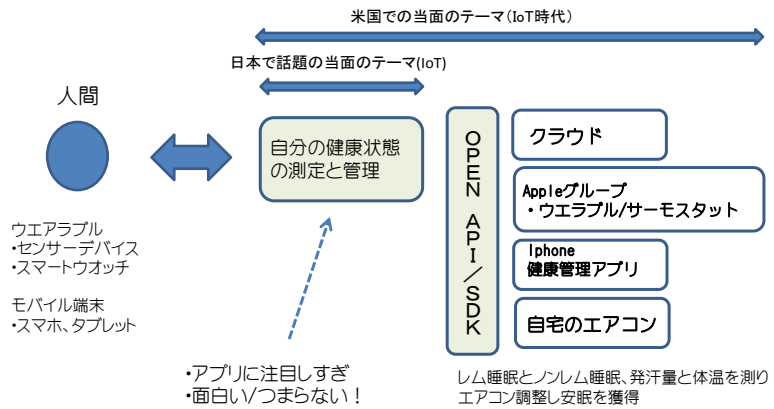 米国での当面のテーマ(IoT時代)
日本で話題の当面のテーマ(IoT)
人間
自分の健康状態
の測定と管理
OPEN API/SDK
クラウド
Appleグループ
・ウエラブル/サーモスタット
Iphone
健康管理アプリ
自宅のエアコン
ウエアラブル
・センサーデバイス
・スマートウオッチ
モバイル端末
・スマホ、タブレット
・アプリに注目しすぎ
・面白い/つまらない！
レム睡眠とノンレム睡眠、発汗量と体温を測り
エアコン調整し安眠を獲得